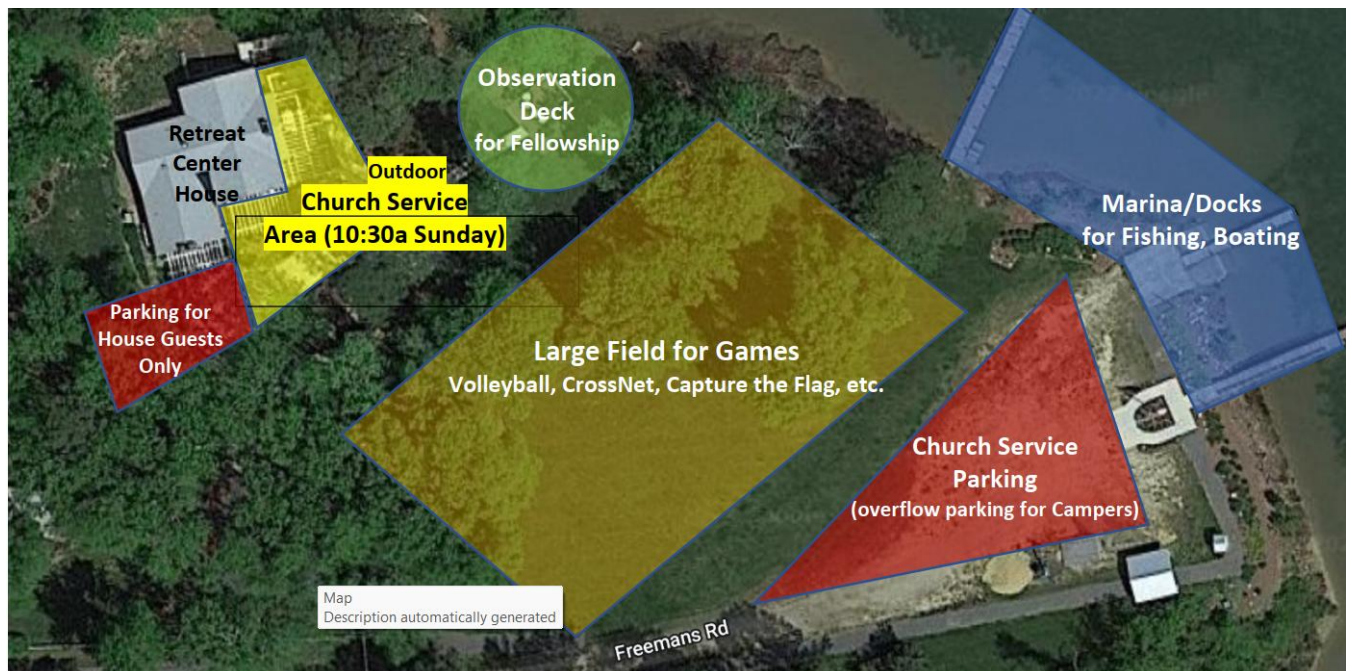 Observation
Deck
for Fellowship
Retreat
Center
House
Outdoor
Church Service
Area (10:30a Sunday)
Marina/Docks
for Fishing, Boating
Parking for
House Guests
Only
Large Field for Games
Volleyball, CrossNet, Capture the Flag, etc.
Church Service
Parking
(overflow parking for Campers)
Map
Description automatically generated
Freemans Rd